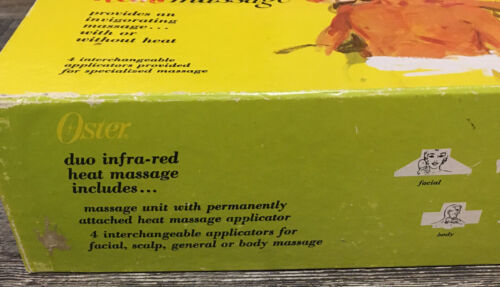 massage
provides an
invigorating
massage...
with or
without heat
4 interchangeable
applicators provided
for specialized massage
Oster
duo infra-red
heat massage
includes...
massage unit with permanently
attached heat massage applicator
4 interchangeable applicators for
facial, scalp, general or body massage
facial
body